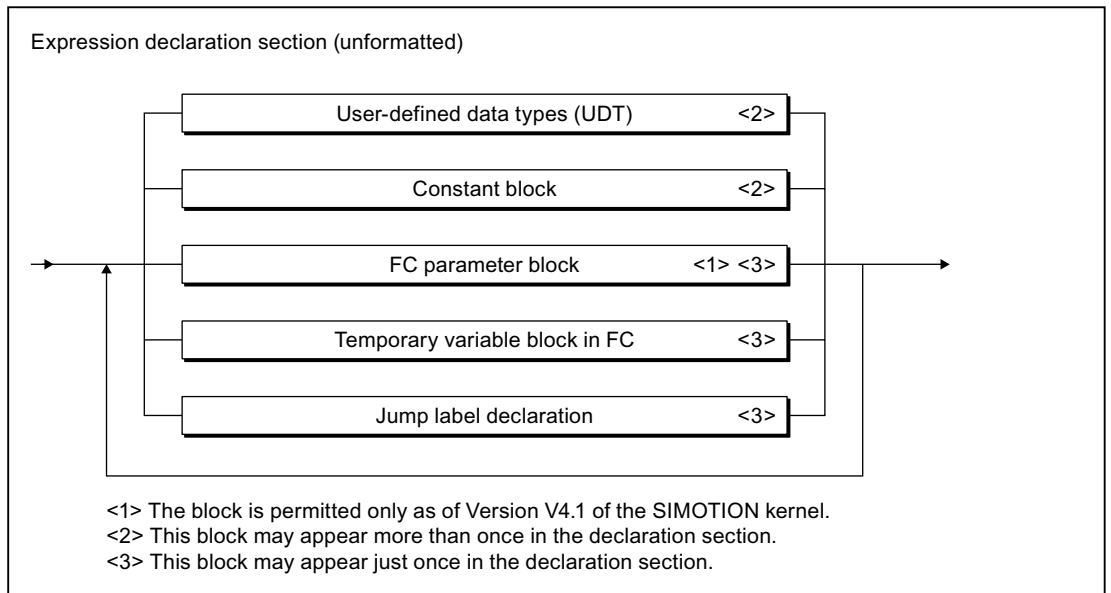 Expression declaration section (unformatted)
User-defined data types (UDT) <2>
Constant block <2>
FC parameter block <1> <3>
Temporary variable block in FC <3>
Jump label declaration <3>
<1> The block is permitted only as of Version V4.1 of the SIMOTION kernel.
<2> This block may appear more than once in the declaration section.
<3> This block may appear just once in the declaration section.